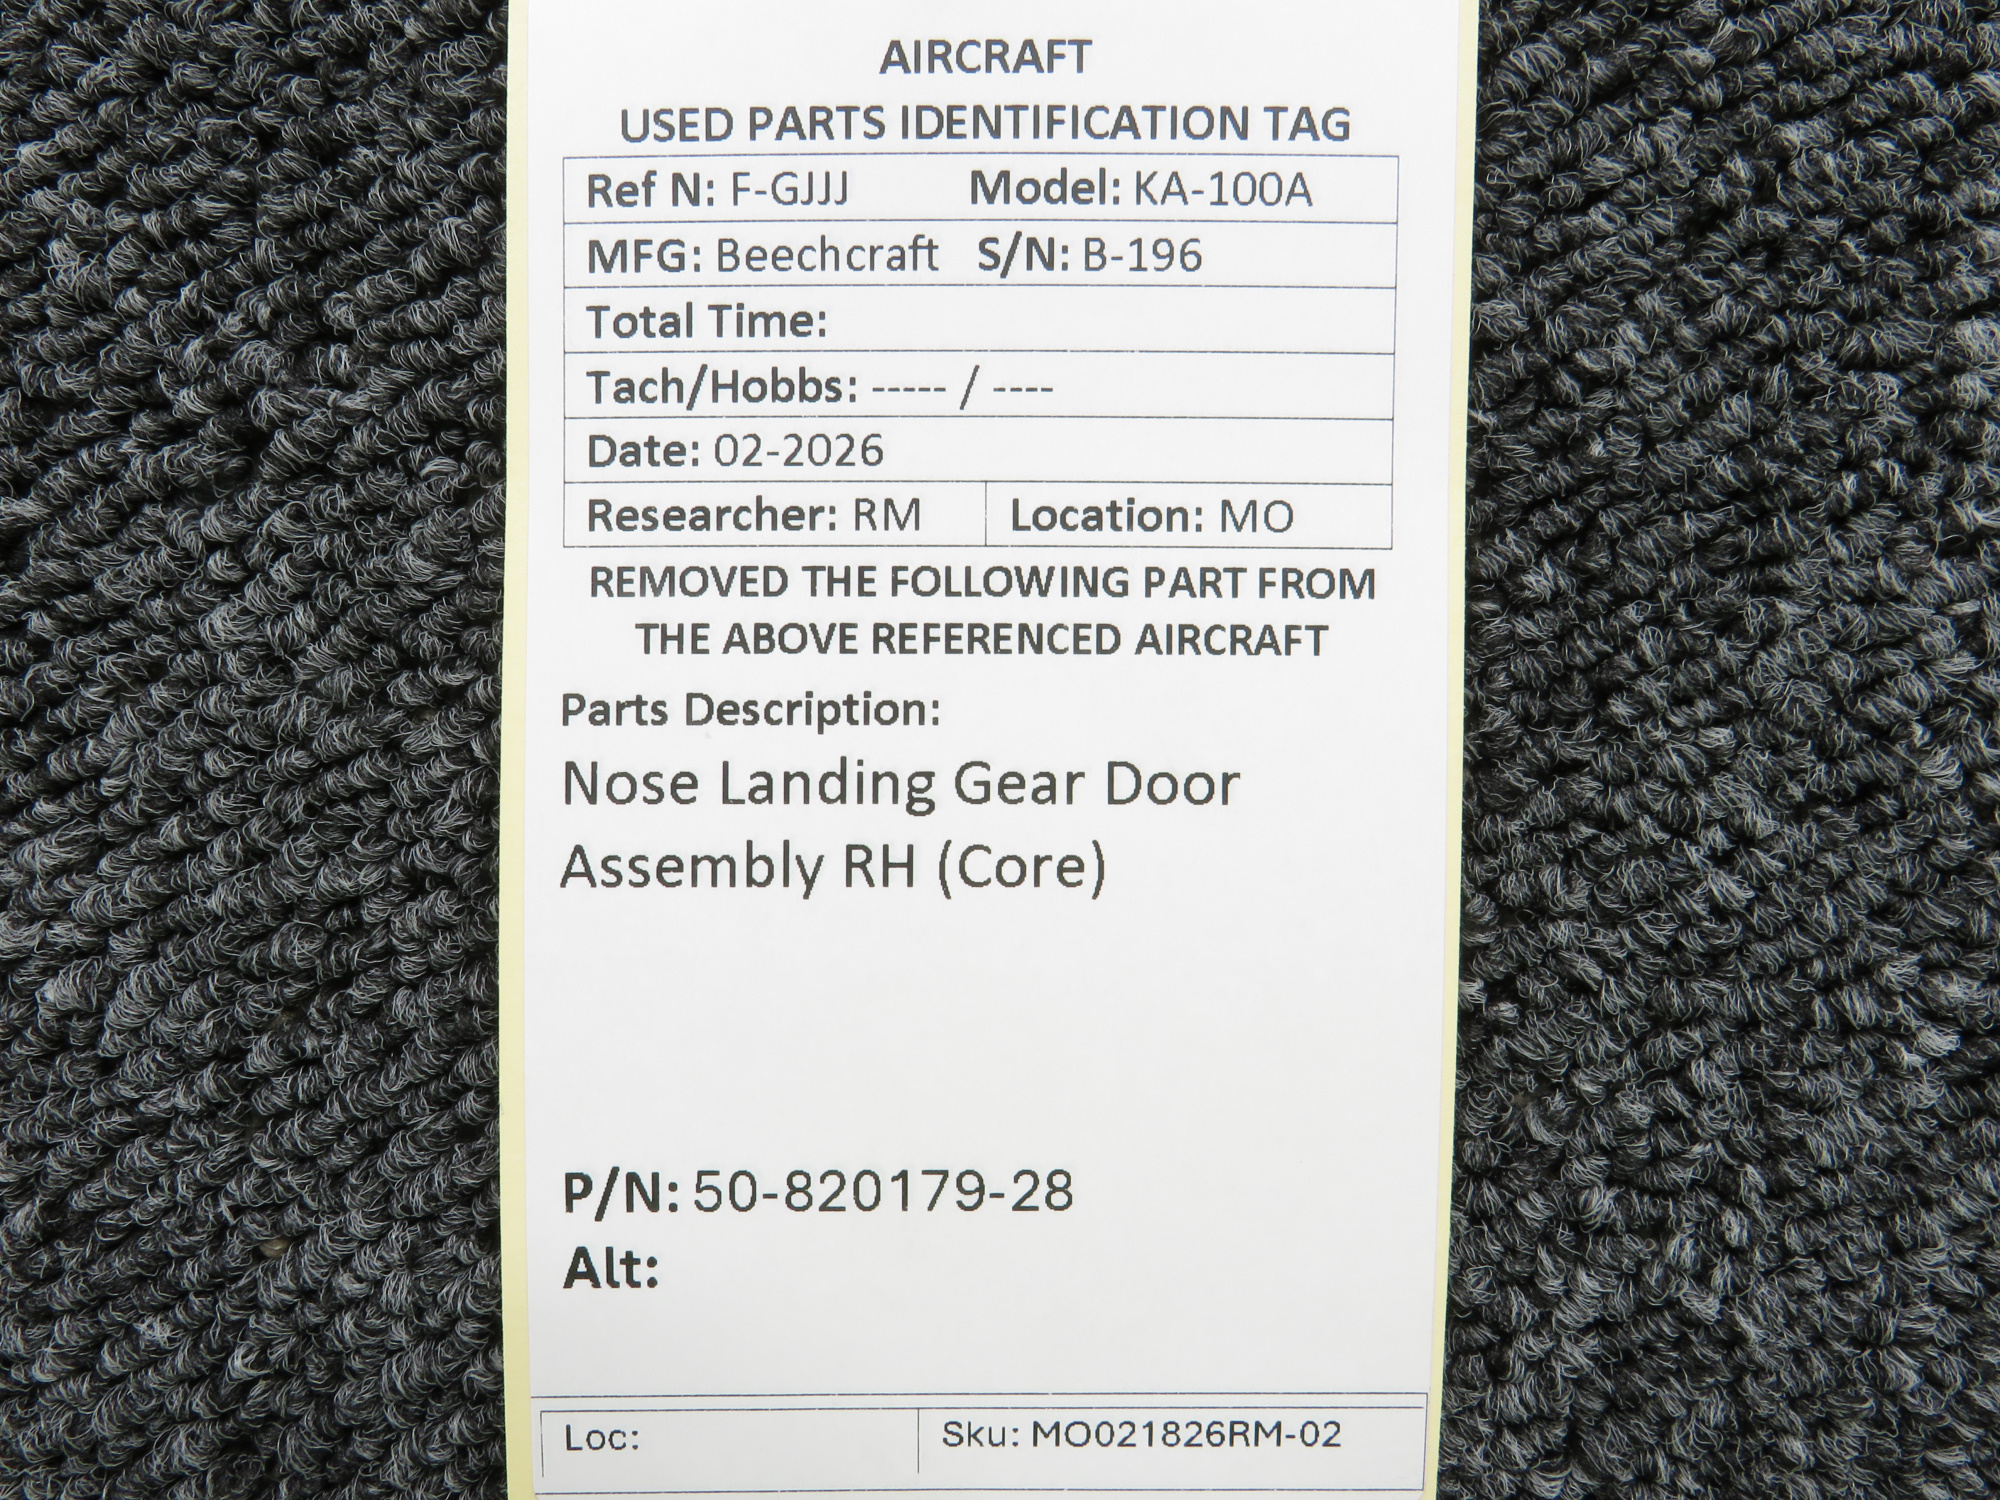 AIRCRAFT
USED PARTS IDENTIFICATION TAG
Ref N: F-GJJJ Model: KA-100A
MFG: Beechcraft S/N: B-196
Total Time:
Tach/Hobbs: ----- / ----
Date: 02-2026
Researcher: RM Location: MO
REMOVED THE FOLLOWING PART FROM
THE ABOVE REFERENCED AIRCRAFT
Parts Description:
Nose Landing Gear Door
Assembly RH (Core)
P/N: 50-820179-28
Alt:
Loc: Sku: MO021826RM-02